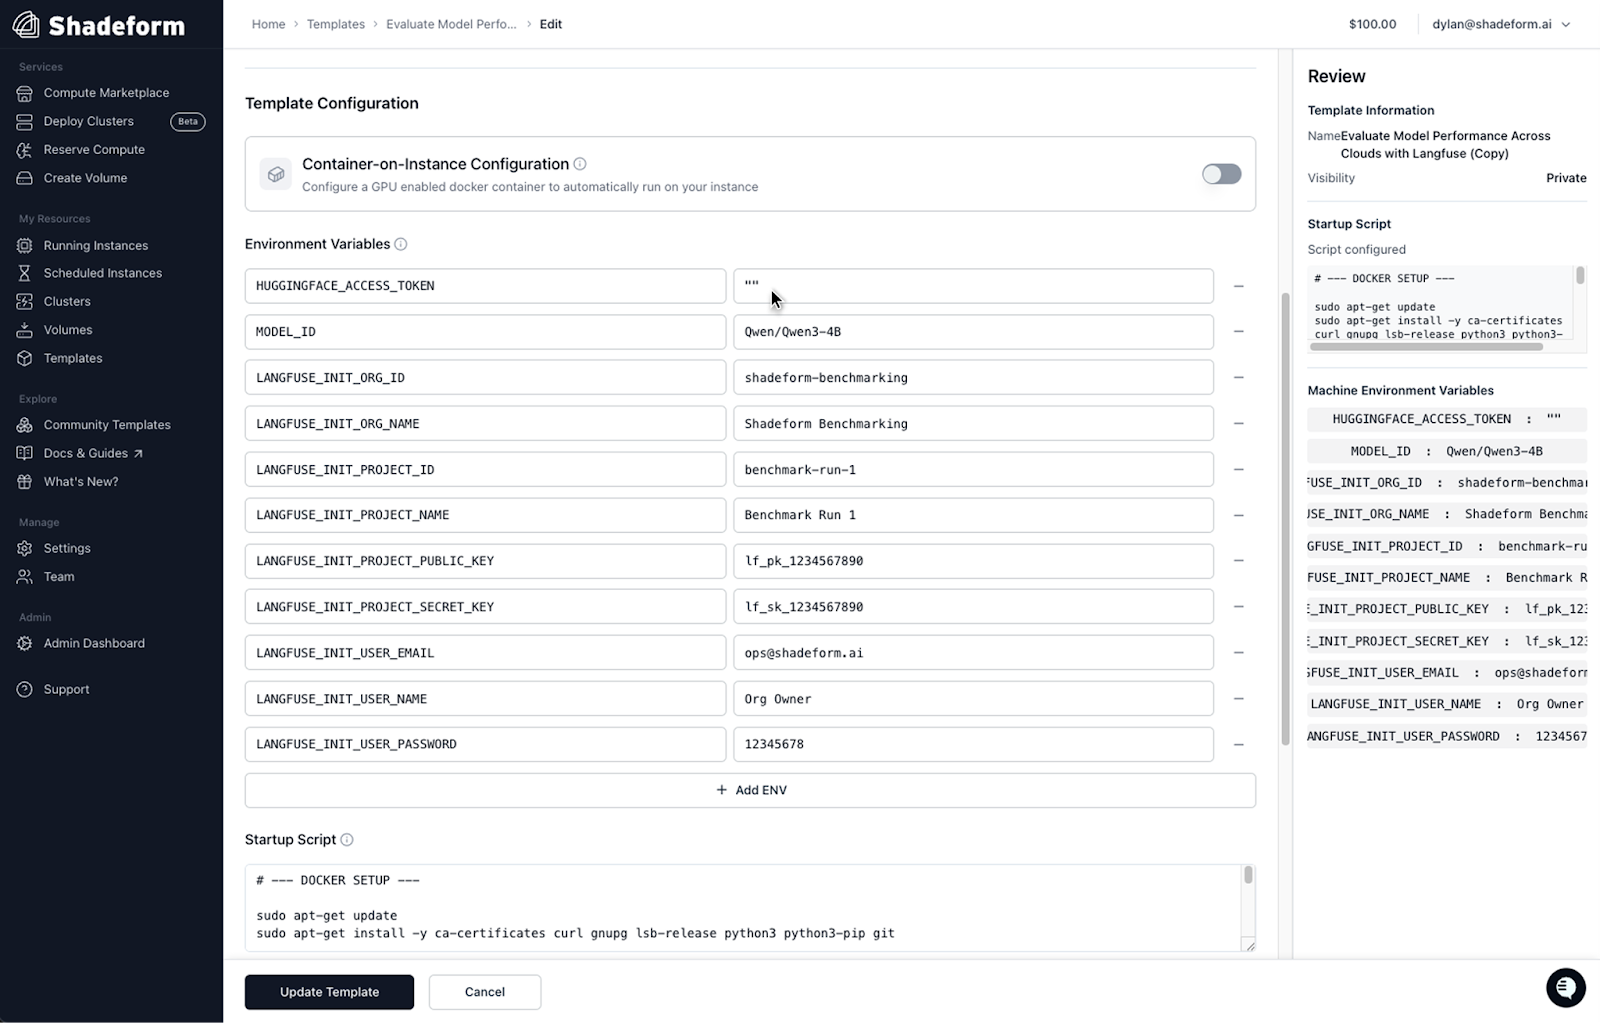 Shadeform
Home > Templates > Evaluate Model Perfo... > Edit
$100.00
dylan@shadeform.ai
Services
Compute Marketplace
Deploy Clusters Beta
Reserve Compute
Create Volume
My Resources
Running Instances
Scheduled Instances
Clusters
Volumes
Templates
Explore
Community Templates
Docs & Guides ↗
What's New?
Manage
Settings
Team
Admin
Admin Dashboard
Support
Template Configuration
Container-on-Instance Configuration
Configure a GPU enabled docker container to automatically run on your instance
Environment Variables
HUGGINGFACE_ACCESS_TOKEN ""
MODEL_ID Qwen/Qwen3-4B
LANGFUSE_INIT_ORG_ID shadeform-benchmarking
LANGFUSE_INIT_ORG_NAME Shadeform Benchmarking
LANGFUSE_INIT_PROJECT_ID benchmark-run-1
LANGFUSE_INIT_PROJECT_NAME Benchmark Run 1
LANGFUSE_INIT_PROJECT_PUBLIC_KEY lf_pk_1234567890
LANGFUSE_INIT_PROJECT_SECRET_KEY lf_sk_1234567890
LANGFUSE_INIT_USER_EMAIL ops@shadeform.ai
LANGFUSE_INIT_USER_NAME Org Owner
LANGFUSE_INIT_USER_PASSWORD 12345678
+ Add ENV
Startup Script
# --- DOCKER SETUP ---
sudo apt-get update
sudo apt-get install -y ca-certificates curl gnupg lsb-release python3 python3-pip git
Update Template
Cancel
Review
Template Information
Name Evaluate Model Performance Across
Clouds with Langfuse (Copy)
Visibility Private
Startup Script
Script configured
# --- DOCKER SETUP ---
sudo apt-get update
sudo apt-get install -y ca-certificates
curl gnupg lsb-release python3 python3-
Machine Environment Variables
HUGGINGFACE_ACCESS_TOKEN : ""
MODEL_ID : Qwen/Qwen3-4B
FUSE_INIT_ORG_ID : shadeform-benchmar
USE_INIT_ORG_NAME : Shadeform Benchma
GFUSE_INIT_PROJECT_ID : benchmark-ru
FUSE_INIT_PROJECT_NAME : Benchmark R
E_INIT_PROJECT_PUBLIC_KEY : lf_pk_123
E_INIT_PROJECT_SECRET_KEY : lf_sk_123
GFUSE_INIT_USER_EMAIL : ops@shadeform
LANGFUSE_INIT_USER_NAME : Org Owner
ANGFUSE_INIT_USER_PASSWORD : 1234567